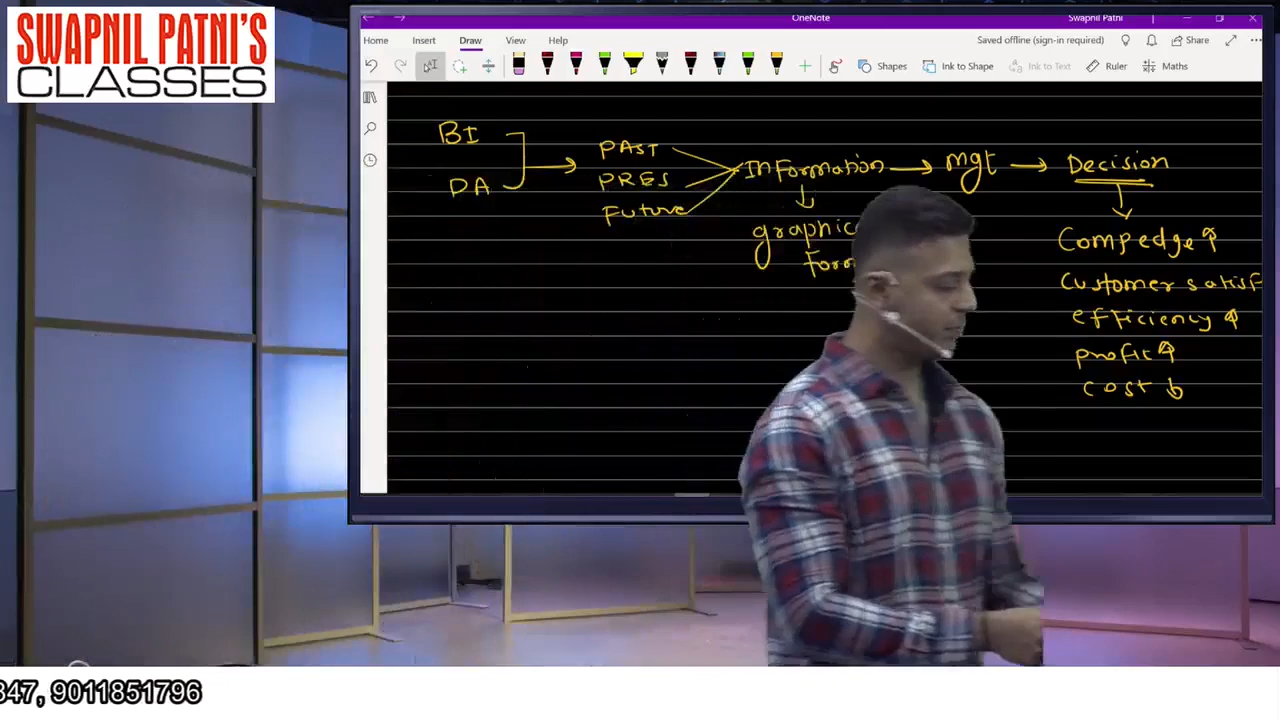 SWAPNIL PATNI'S
CLASSES
OneNote
Swapnil Patni
Home Insert Draw View Help
Saved offline (sign-in required)
Share
Shapes
Ink to Shape
Ink to Text
Ruler
Maths
BI
DA
PAST
PRES
Future
Information
graphic
mgt
Decision
Comp edge
Customer satisf
efficiency
profit
cost
347, 9011851796